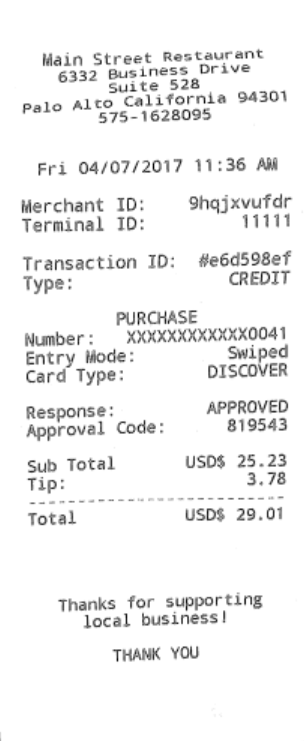 Main Street Restaurant
6332 Business Drive
Suite 528
Palo Alto California 94301
575-1628095
Fri 04/07/2017 11:36 AM
Merchant ID: 9hqjxvufdr
Terminal ID: 11111
Transaction ID: #e6d598ef
Type: CREDIT
PURCHASE
Number: XXXXXXXXXXXX0041
Entry Mode: Swiped
Card Type: DISCOVER
Response: APPROVED
Approval Code: 819543
Sub Total USD$ 25.23
Tip: 3.78
Total USD$ 29.01
Thanks for supporting
local business!
THANK YOU